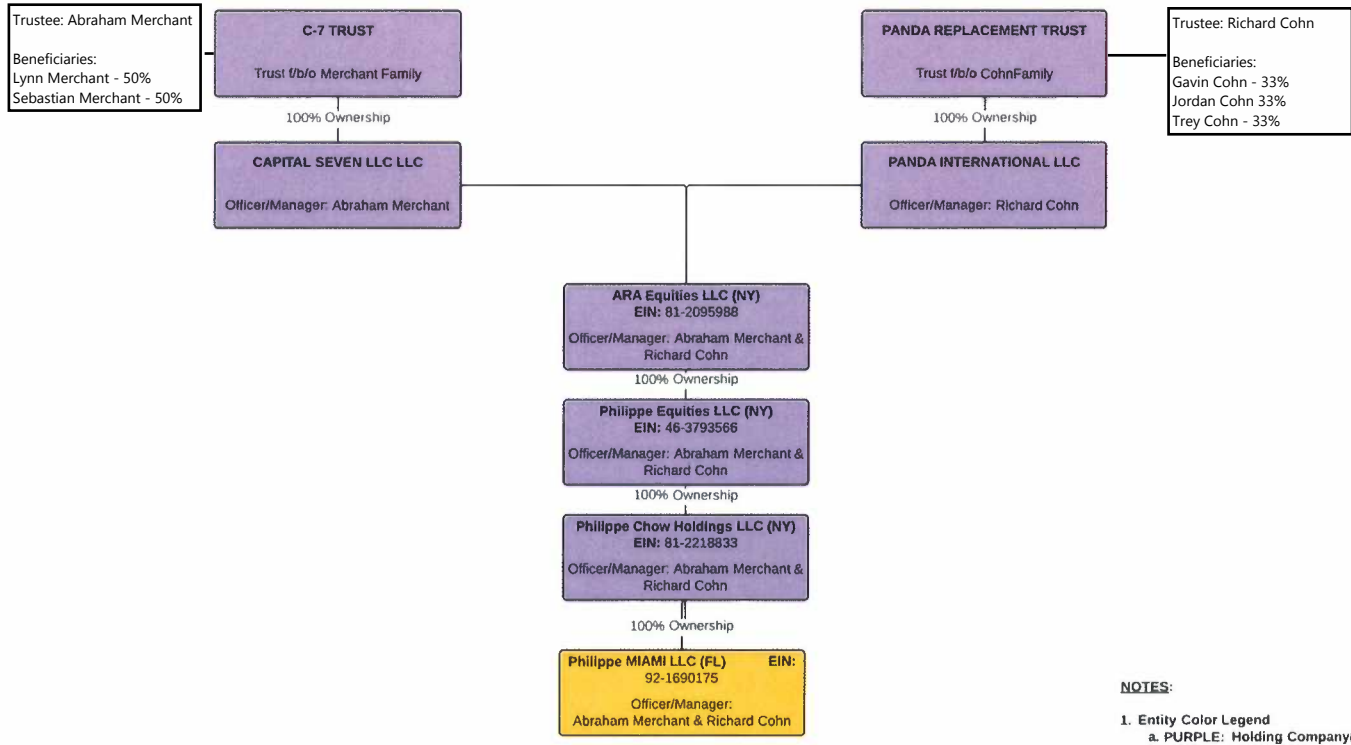 Trustee: Abraham Merchant
Beneficiaries:
Lynn Merchant - 50%
Sebastian Merchant - 50%
C-7 TRUST
Trust f/b/o Merchant Family
PANDA REPLACEMENT TRUST
Trust f/b/o CohnFamily
Trustee: Richard Cohn
Beneficiaries:
Gavin Cohn - 33%
Jordan Cohn 33%
Trey Cohn - 33%
100% Ownership
100% Ownership
CAPITAL SEVEN LLC LLC
Officer/Manager: Abraham Merchant
PANDA INTERNATIONAL LLC
Officer/Manager: Richard Cohn
ARA Equities LLC (NY)
EIN: 81-2095988
Officer/Manager: Abraham Merchant &
Richard Cohn
100% Ownership
Philippe Equities LLC (NY)
EIN: 46-3793566
Officer/Manager: Abraham Merchant &
Richard Cohn
100% Ownership
Philippe Chow Holdings LLC (NY)
EIN: 81-2218833
Officer/Manager: Abraham Merchant &
Richard Cohn
100% Ownership
Philippe MIAMI LLC (FL) EIN:
92-1690175
Officer/Manager:
Abraham Merchant & Richard Cohn
NOTES:
1. Entity Color Legend
a. PURPLE: Holding Company